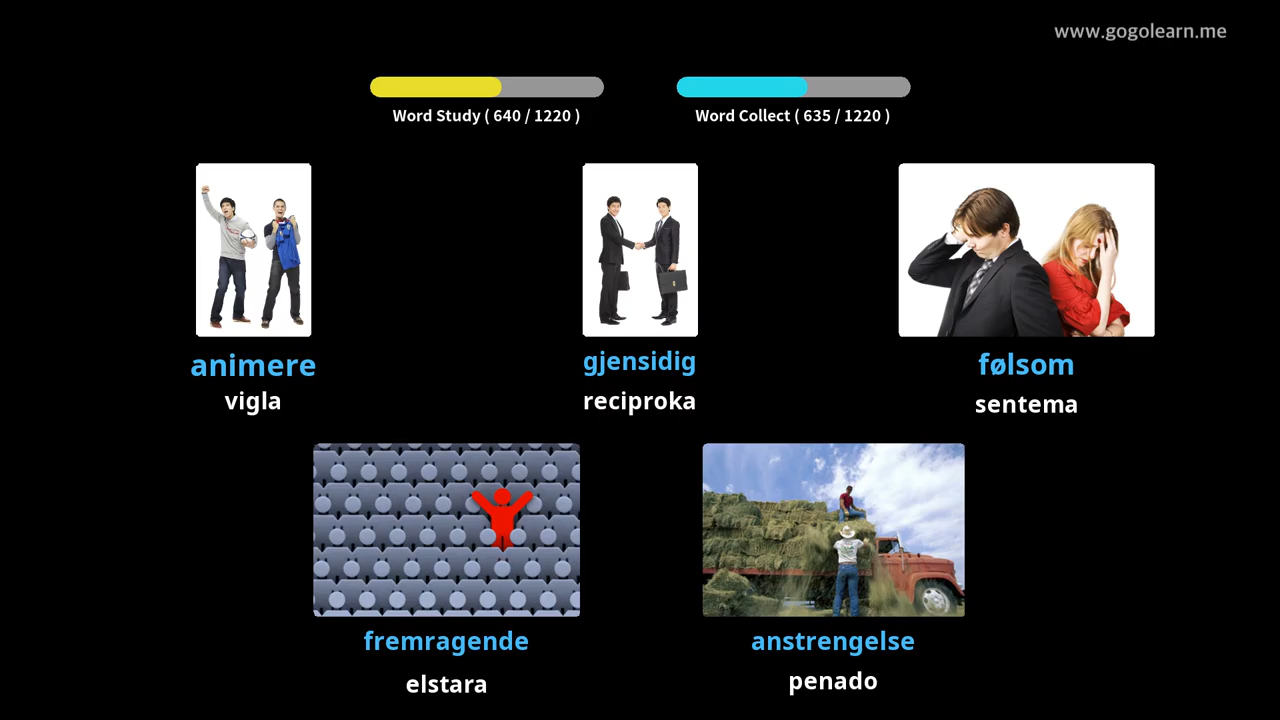 www.gogolearn.me
Word Study ( 640 / 1220 )
Word Collect ( 635 / 1220 )
animere
vigla
gjensidig
reciproka
følsom
sentema
fremragende
elstara
anstrengelse
penado